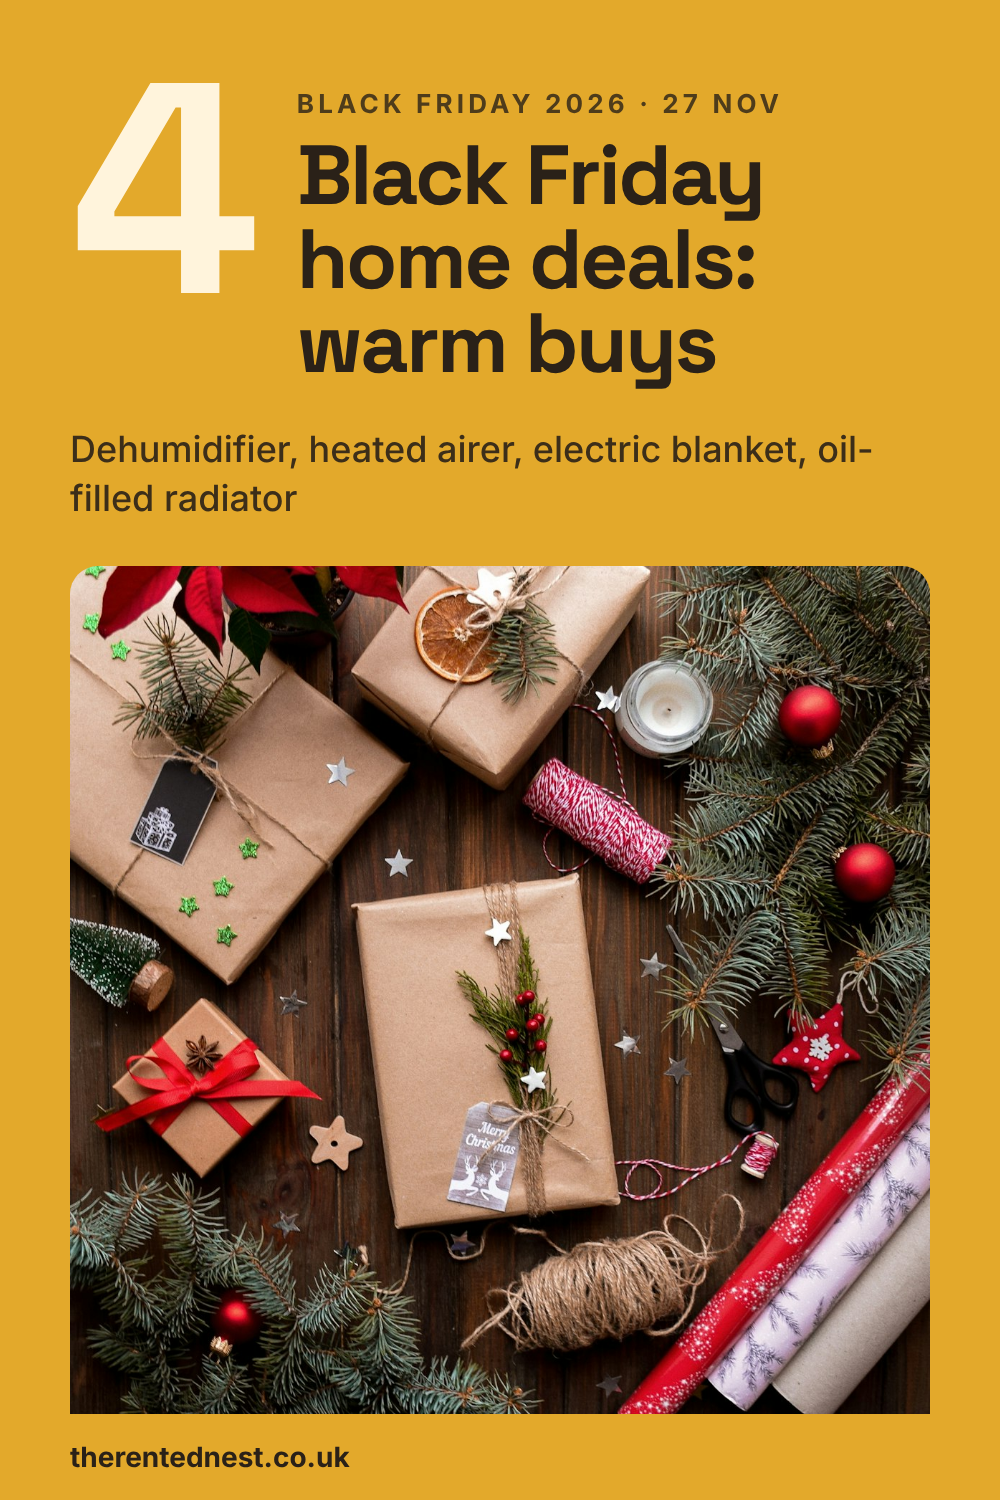 4
BLACK FRIDAY 2026 · 27 NOV
Black Friday
home deals:
warm buys
Dehumidifier, heated airer, electric blanket, oil-
filled radiator
Merry
Christmas
therentednest.co.uk